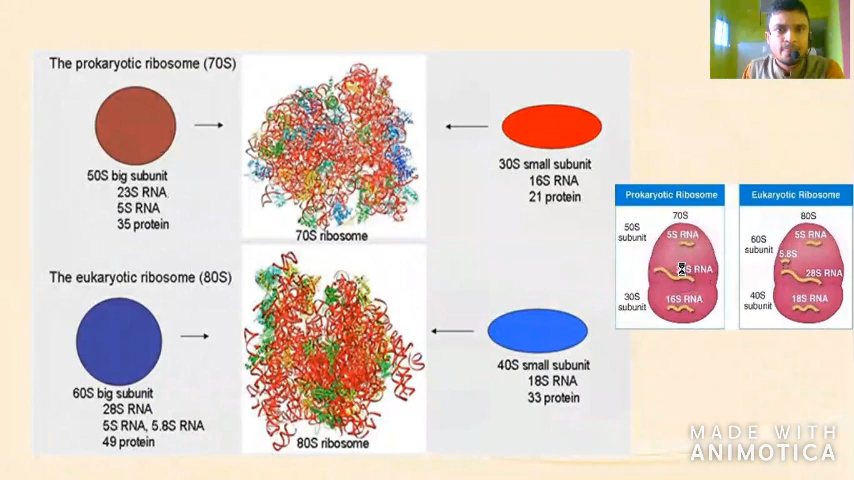 The prokaryotic ribosome (70S)
50S big subunit
23S RNA
5S RNA
35 protein
70S ribosome
30S small subunit
16S RNA
21 protein
The eukaryotic ribosome (80S)
60S big subunit
28S RNA
5S RNA, 5.8S RNA
49 protein
80S ribosome
40S small subunit
18S RNA
33 protein
Prokaryotic Ribosome
70S
50S
subunit
5S RNA
S RNA
30S
subunit
16S RNA
Eukaryotic Ribosome
80S
60S
subunit
5S RNA
5.8S
28S RNA
40S
subunit
18S RNA
MADE WITH
ANIMOTICA